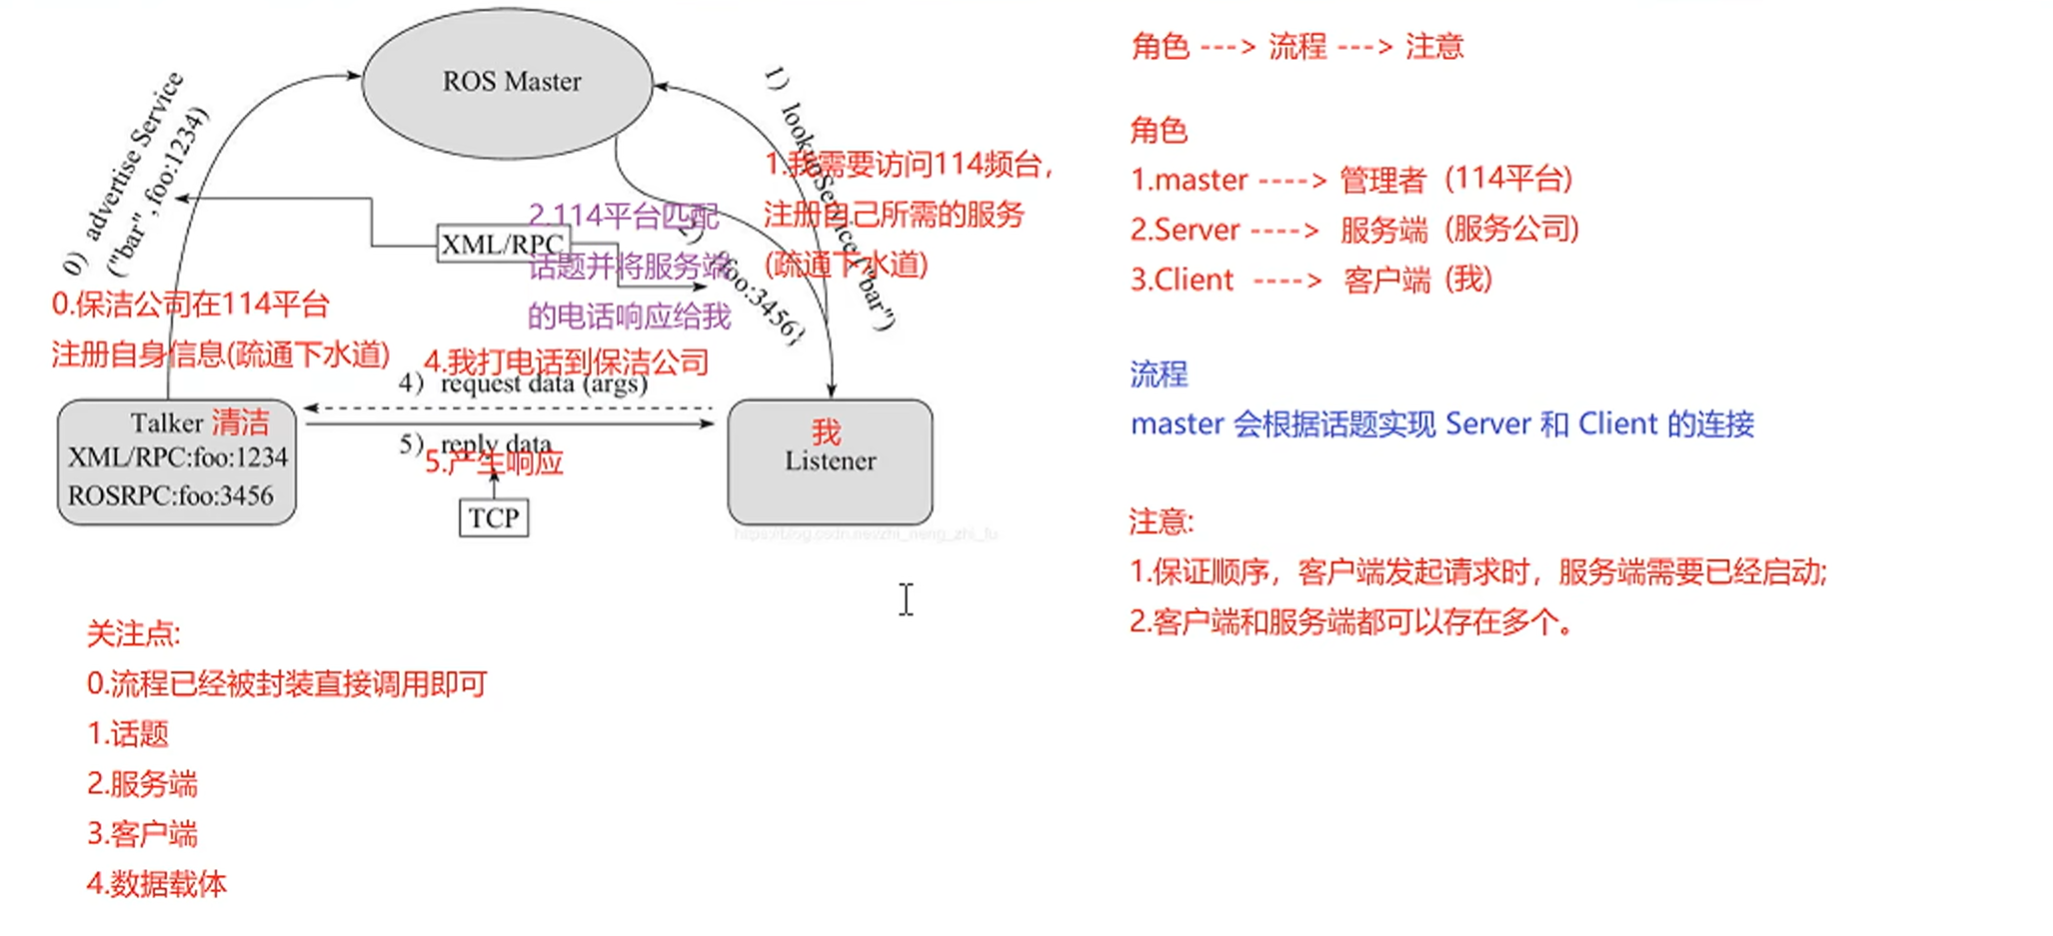 ROS Master
0) advertise Service
("bar",foo:1234)
1) lookupService("bar")
2) {foo:3456}
XML/RPC
0.保洁公司在114平台
注册自身信息(疏通下水道)
1.我需要访问114频台，
注册自己所需的服务
(疏通下水道)
2.114平台匹配
话题并将服务端
的电话响应给我
4.我打电话到保洁公司
4) request data (args)
5) reply data
5.产生响应
TCP
Talker 清洁
XML/RPC:foo:1234
ROSRPC:foo:3456
我
Listener
https://blog.csdn.net/zhi_neng_zhi_fu
关注点:
0.流程已经被封装直接调用即可
1.话题
2.服务端
3.客户端
4.数据载体
角色 ---> 流程 ---> 注意
角色
1.master ----> 管理者 (114平台)
2.Server ----> 服务端 (服务公司)
3.Client ----> 客户端 (我)
流程
master 会根据话题实现 Server 和 Client 的连接
注意:
1.保证顺序，客户端发起请求时，服务端需要已经启动;
2.客户端和服务端都可以存在多个。